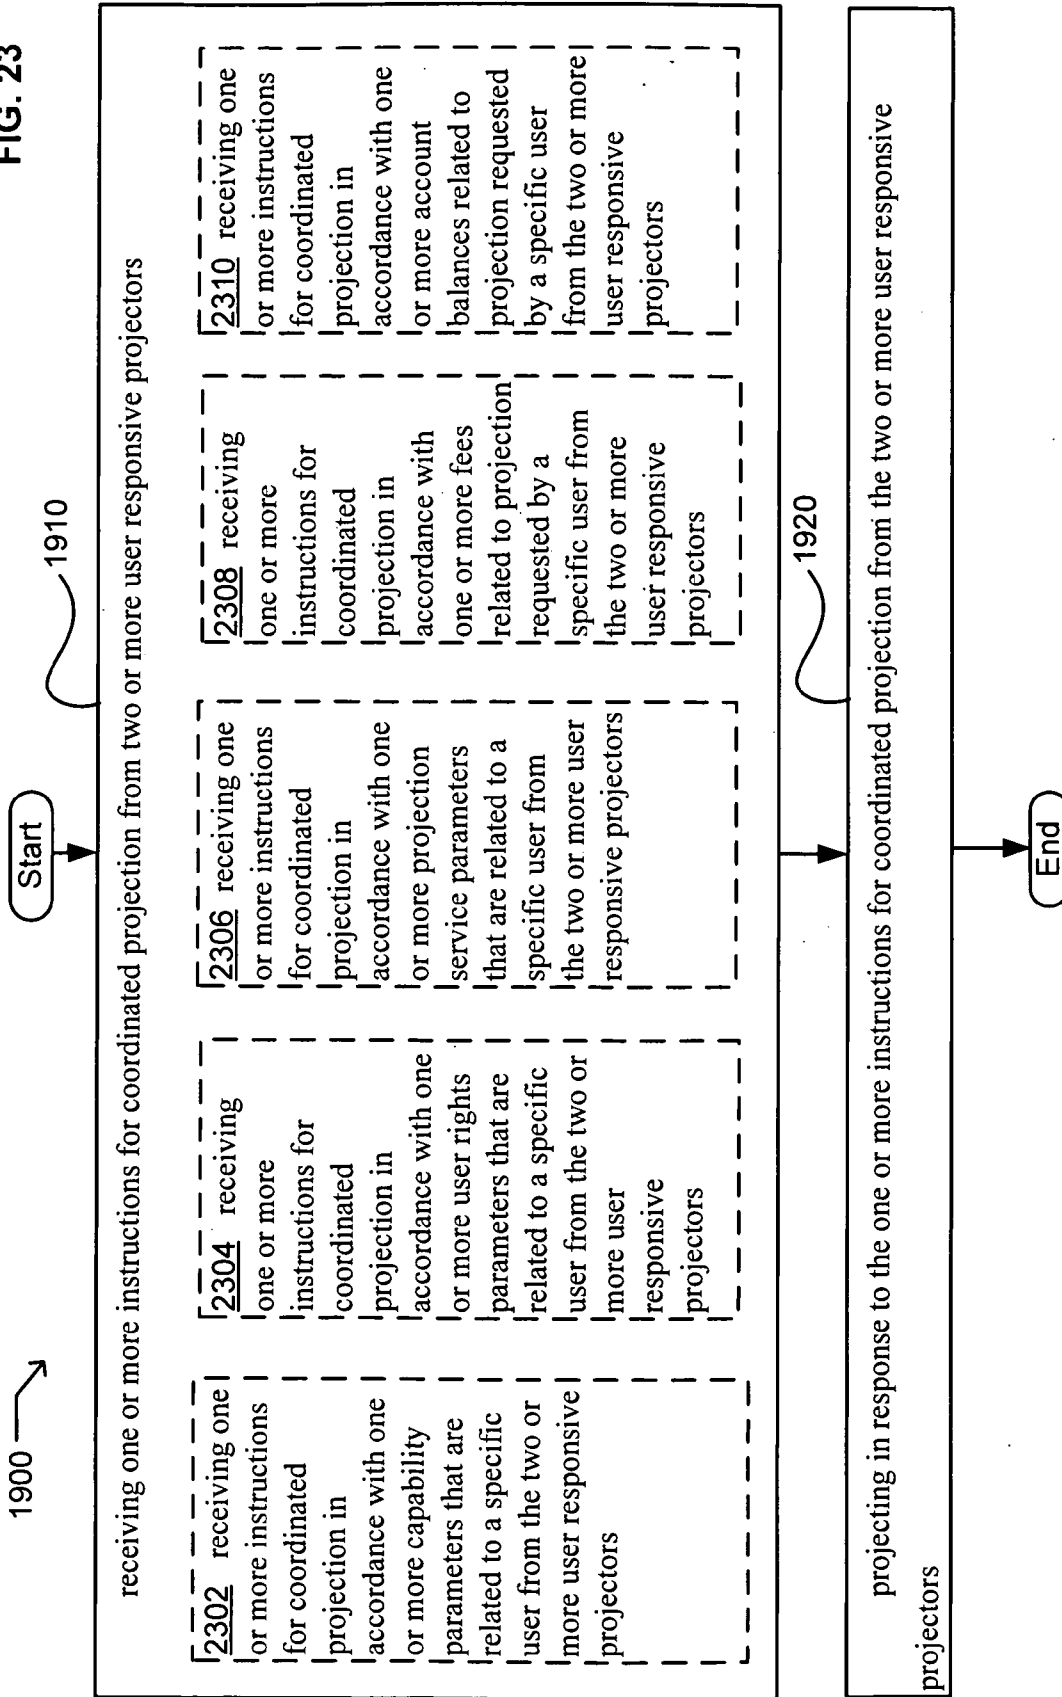 FIG. 23
1900
Start
1910
receiving one or more instructions for coordinated projection from two or more user responsive projectors
2302 receiving one
or more instructions
for coordinated
projection in
accordance with one
or more capability
parameters that are
related to a specific
user from the two or
more user responsive
projectors
2304 receiving
one or more
instructions for
coordinated
projection in
accordance with one
or more user rights
parameters that are
related to a specific
user from the two or
more user
responsive
projectors
2306 receiving one
or more instructions
for coordinated
projection in
accordance with one
or more projection
service parameters
that are related to a
specific user from
the two or more user
responsive projectors
2308 receiving
one or more
instructions for
coordinated
projection in
accordance with
one or more fees
related to projection
requested by a
specific user from
the two or more
user responsive
projectors
2310 receiving one
or more instructions
for coordinated
projection in
accordance with one
or more account
balances related to
projection requested
by a specific user
from the two or more
user responsive
projectors
1920
projecting in response to the one or more instructions for coordinated projection from the two or more user responsive
projectors
End